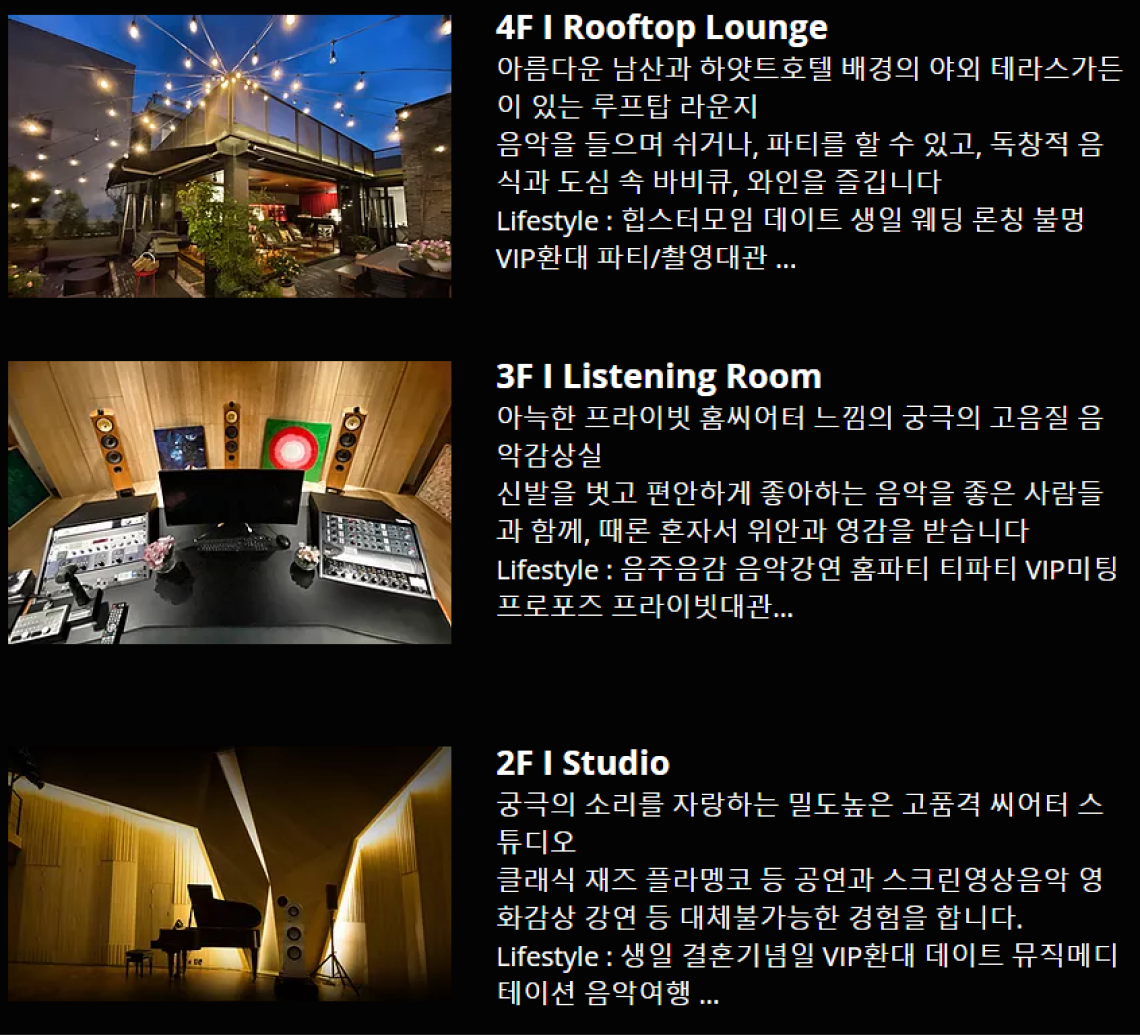 4F I Rooftop Lounge
아름다운 남산과 하얏트호텔 배경의 야외 테라스가든
이 있는 루프탑 라운지
음악을 들으며 쉬거나, 파티를 할 수 있고, 독창적 음
식과 도심 속 바비큐, 와인을 즐깁니다
Lifestyle : 힙스터모임 데이트 생일 웨딩 론칭 불멍
VIP환대 파티/촬영대관 ...
3F I Listening Room
아늑한 프라이빗 홈씨어터 느낌의 궁극의 고음질 음
악감상실
신발을 벗고 편안하게 좋아하는 음악을 좋은 사람들
과 함께, 때론 혼자서 위안과 영감을 받습니다
Lifestyle : 음주음감 음악강연 홈파티 티파티 VIP미팅
프로포즈 프라이빗대관...
2F I Studio
궁극의 소리를 자랑하는 밀도높은 고품격 씨어터 스
튜디오
클래식 재즈 플라멩코 등 공연과 스크린영상음악 영
화감상 강연 등 대체불가능한 경험을 합니다.
Lifestyle : 생일 결혼기념일 VIP환대 데이트 뮤직메디
테이션 음악여행 ...